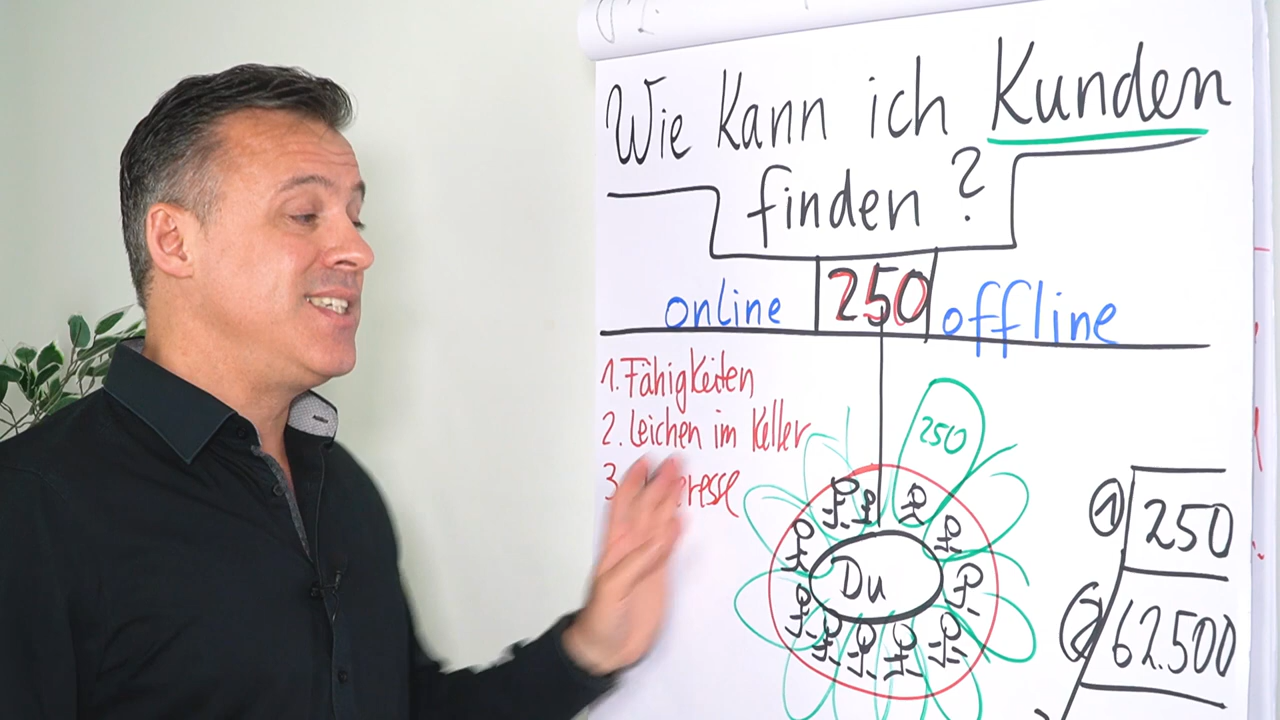 Wie kann ich Kunden
finden?
online 250 offline
1. Fähigkeiten
2. Leichen im Keller
3.
250
Du
1 250
2 62.500